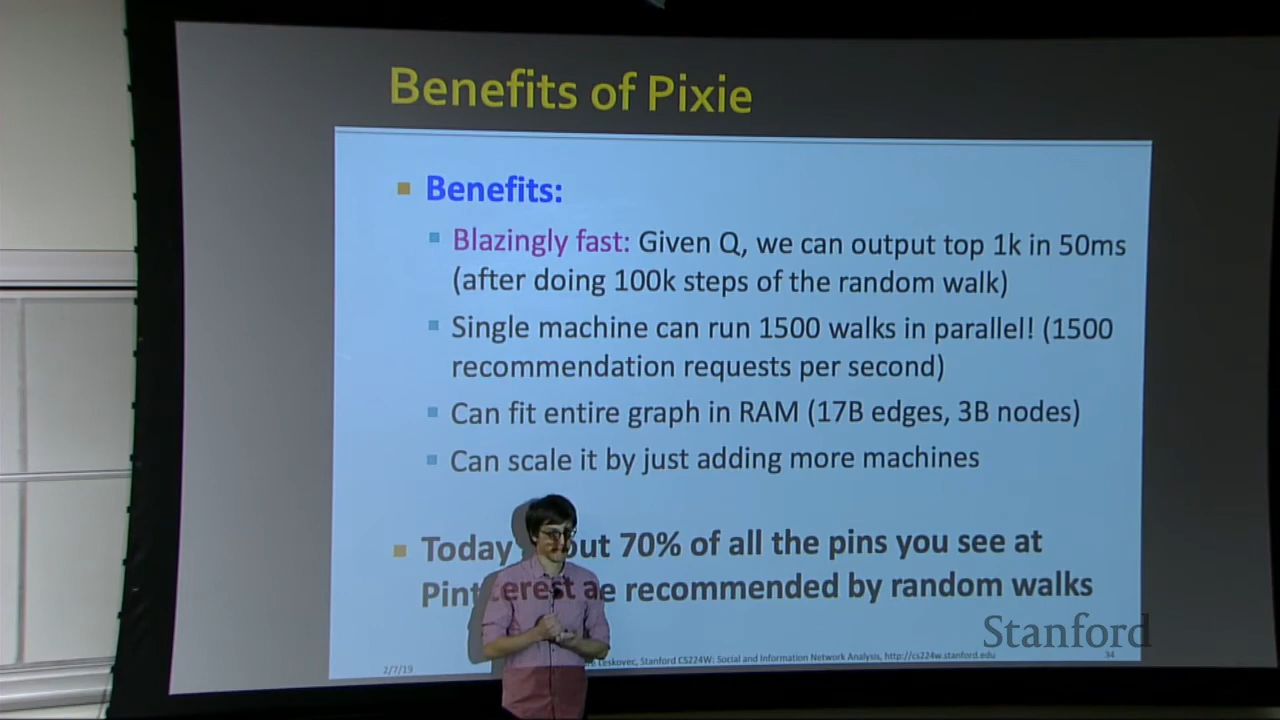 Benefits of Pixie
Benefits:
Blazingly fast: Given Q, we can output top 1k in 50ms
(after doing 100k steps of the random walk)
Single machine can run 1500 walks in parallel! (1500
recommendation requests per second)
Can fit entire graph in RAM (17B edges, 3B nodes)
Can scale it by just adding more machines
Today out 70% of all the pins you see at
Pinterest ae recommended by random walks
Stanford
2/7/19
Leskovec, Stanford CS224W: Social and Information Network Analysis, http://cs224w.stanford.edu
34